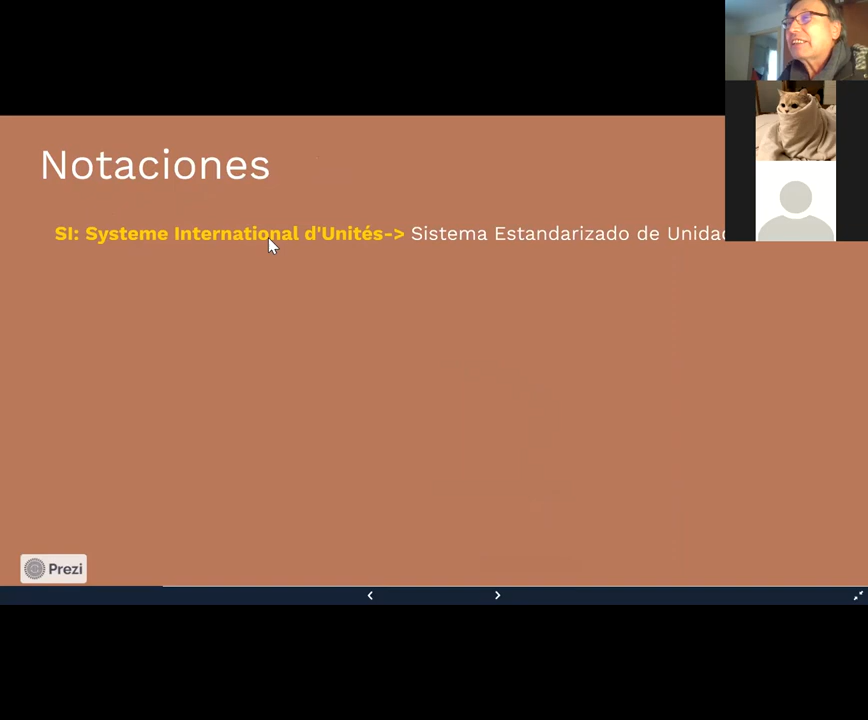 Notaciones
SI: Systeme International d'Unités-> Sistema Estandarizado de
Prezi